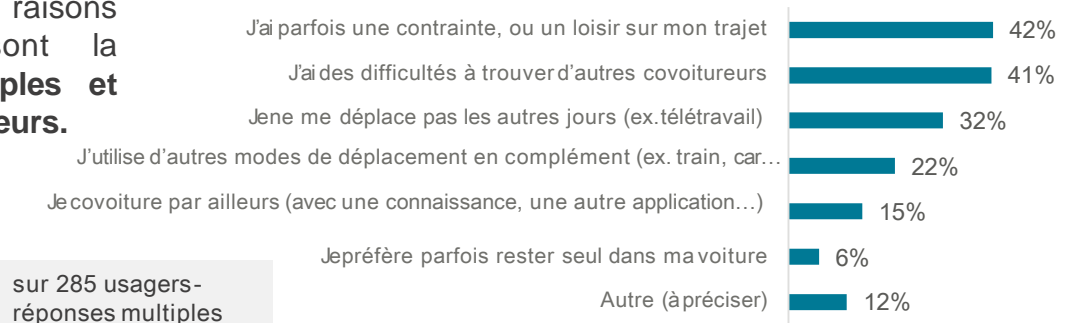 raisons
sont la
et
J'ai parfois une contrainte, ou un loisir sur mon trajet 42%
J'ai des difficultés à trouver d'autres covoitureurs 41%
Je ne me déplace pas les autres jours (ex. télétravail) 32%
J'utilise d'autres modes de déplacement en complément (ex. train, car… 22%
Je covoiture par ailleurs (avec une connaissance, une autre application…) 15%
Je préfère parfois rester seul dans ma voiture 6%
Autre (à préciser) 12%
sur 285 usagers-
réponses multiples